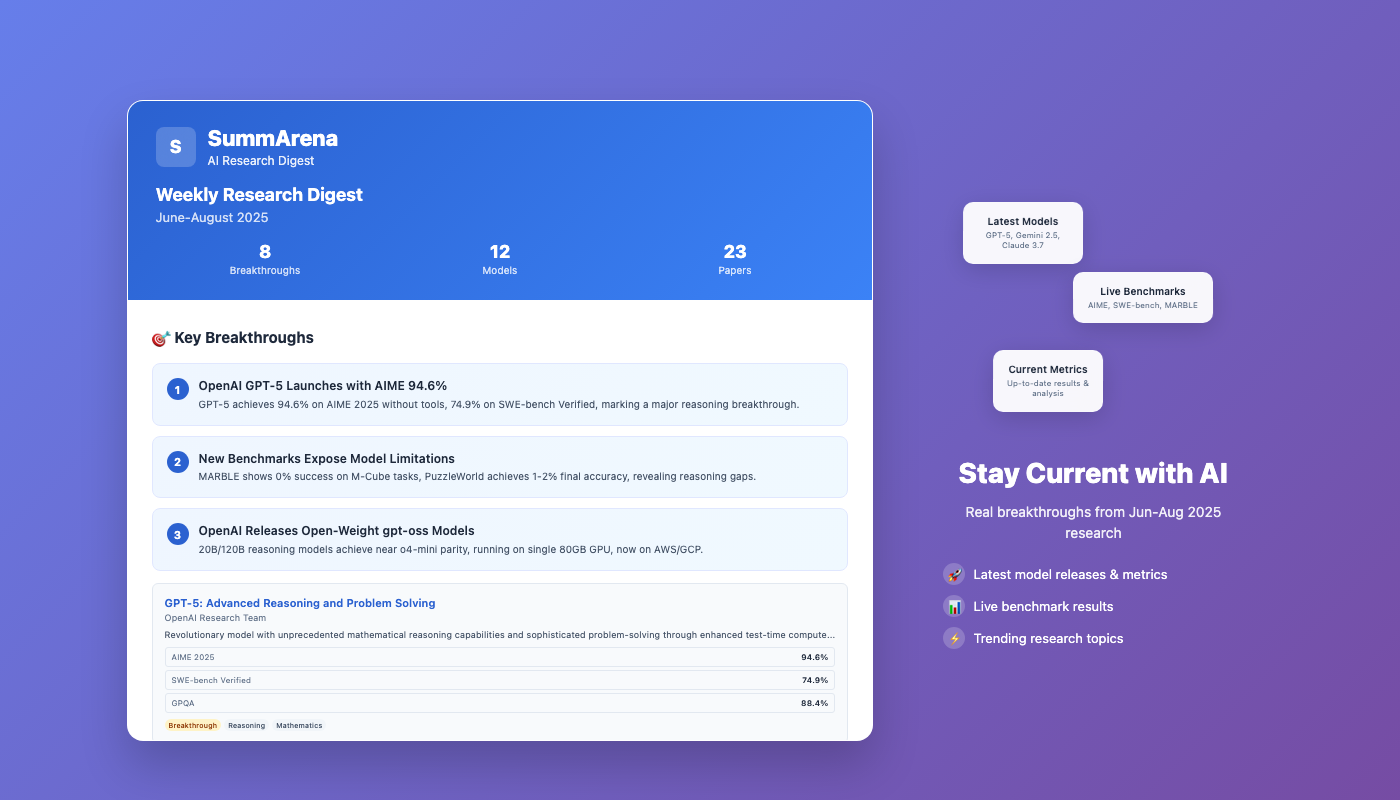 S
SummArena
AI Research Digest
Weekly Research Digest
June-August 2025
8
Breakthroughs
12
Models
23
Papers
🎯 Key Breakthroughs
1
OpenAI GPT-5 Launches with AIME 94.6%
GPT-5 achieves 94.6% on AIME 2025 without tools, 74.9% on SWE-bench Verified, marking a major reasoning breakthrough.
2
New Benchmarks Expose Model Limitations
MARBLE shows 0% success on M-Cube tasks, PuzzleWorld achieves 1-2% final accuracy, revealing reasoning gaps.
3
OpenAI Releases Open-Weight gpt-oss Models
20B/120B reasoning models achieve near o4-mini parity, running on single 80GB GPU, now on AWS/GCP.
GPT-5: Advanced Reasoning and Problem Solving
OpenAI Research Team
Revolutionary model with unprecedented mathematical reasoning capabilities and sophisticated problem-solving through enhanced test-time compute...
AIME 2025 94.6%
SWE-bench Verified 74.9%
GPQA 88.4%
Breakthrough Reasoning Mathematics
Latest Models
GPT-5, Gemini 2.5,
Claude 3.7
Live Benchmarks
AIME, SWE-bench, MARBLE
Current Metrics
Up-to-date results &
analysis
Stay Current with AI
Real breakthroughs from Jun-Aug 2025
research
🚀 Latest model releases & metrics
📊 Live benchmark results
⚡ Trending research topics